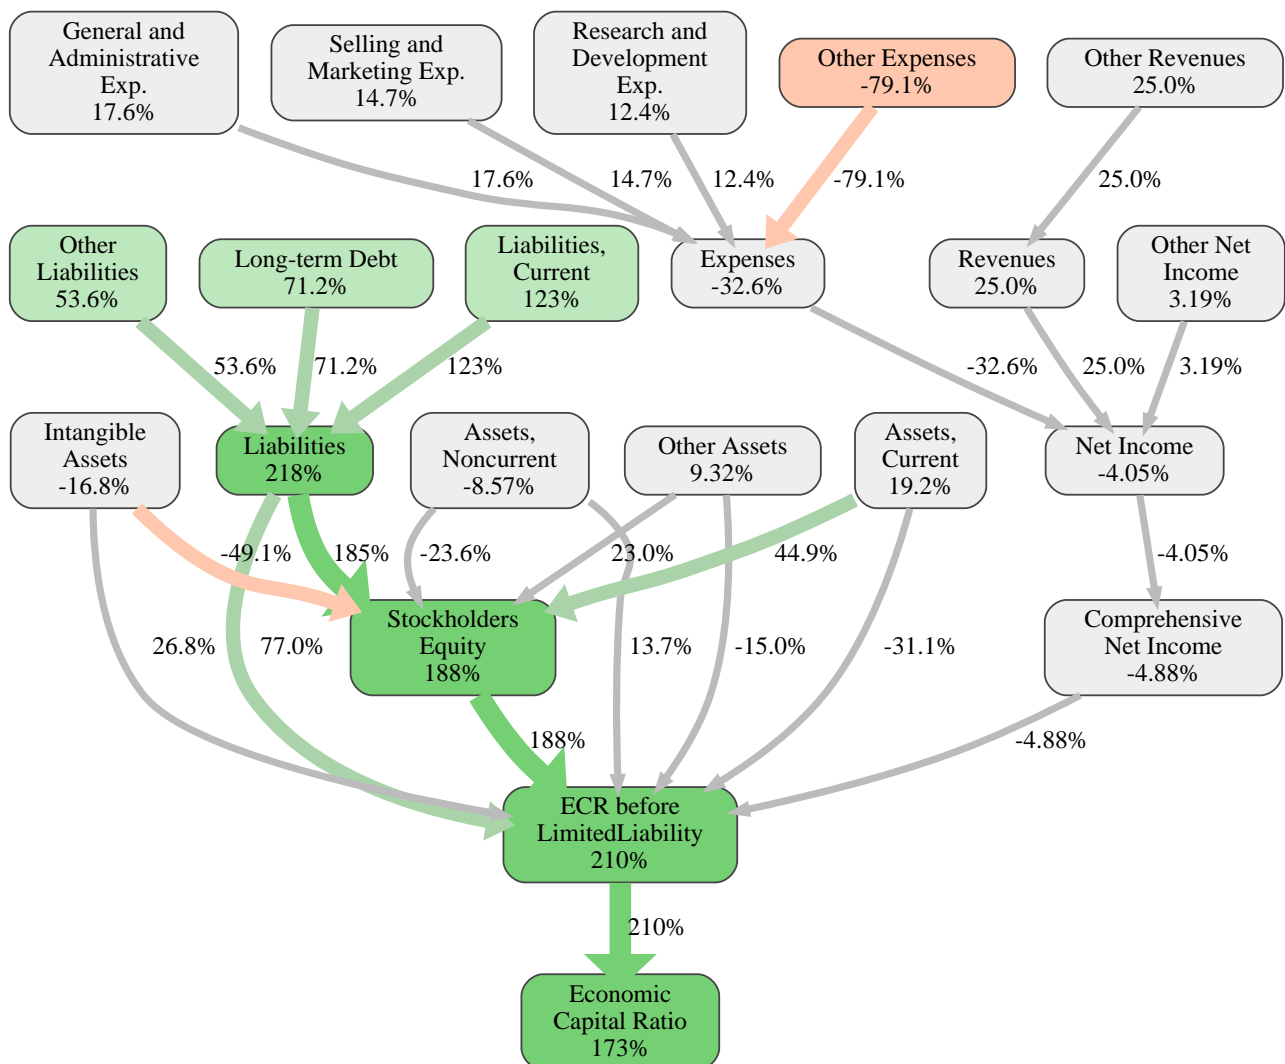 General and
Administrative
Exp.
17.6%
Selling and
Marketing Exp.
14.7%
Research and
Development
Exp.
12.4%
Other Expenses
-79.1%
Other Revenues
25.0%
17.6%
14.7%
12.4%
-79.1%
25.0%
Other
Liabilities
53.6%
Long-term Debt
71.2%
Liabilities,
Current
123%
Expenses
-32.6%
Revenues
25.0%
Other Net
Income
3.19%
53.6%
71.2%
123%
-32.6%
25.0%
3.19%
Intangible
Assets
-16.8%
Liabilities
218%
Assets,
Noncurrent
-8.57%
Other Assets
9.32%
Assets,
Current
19.2%
Net Income
-4.05%
-49.1%
185%
-23.6%
23.0%
44.9%
-4.05%
Stockholders
Equity
188%
Comprehensive
Net Income
-4.88%
26.8%
77.0%
13.7%
-15.0%
-31.1%
188%
-4.88%
ECR before
LimitedLiability
210%
210%
Economic
Capital Ratio
173%